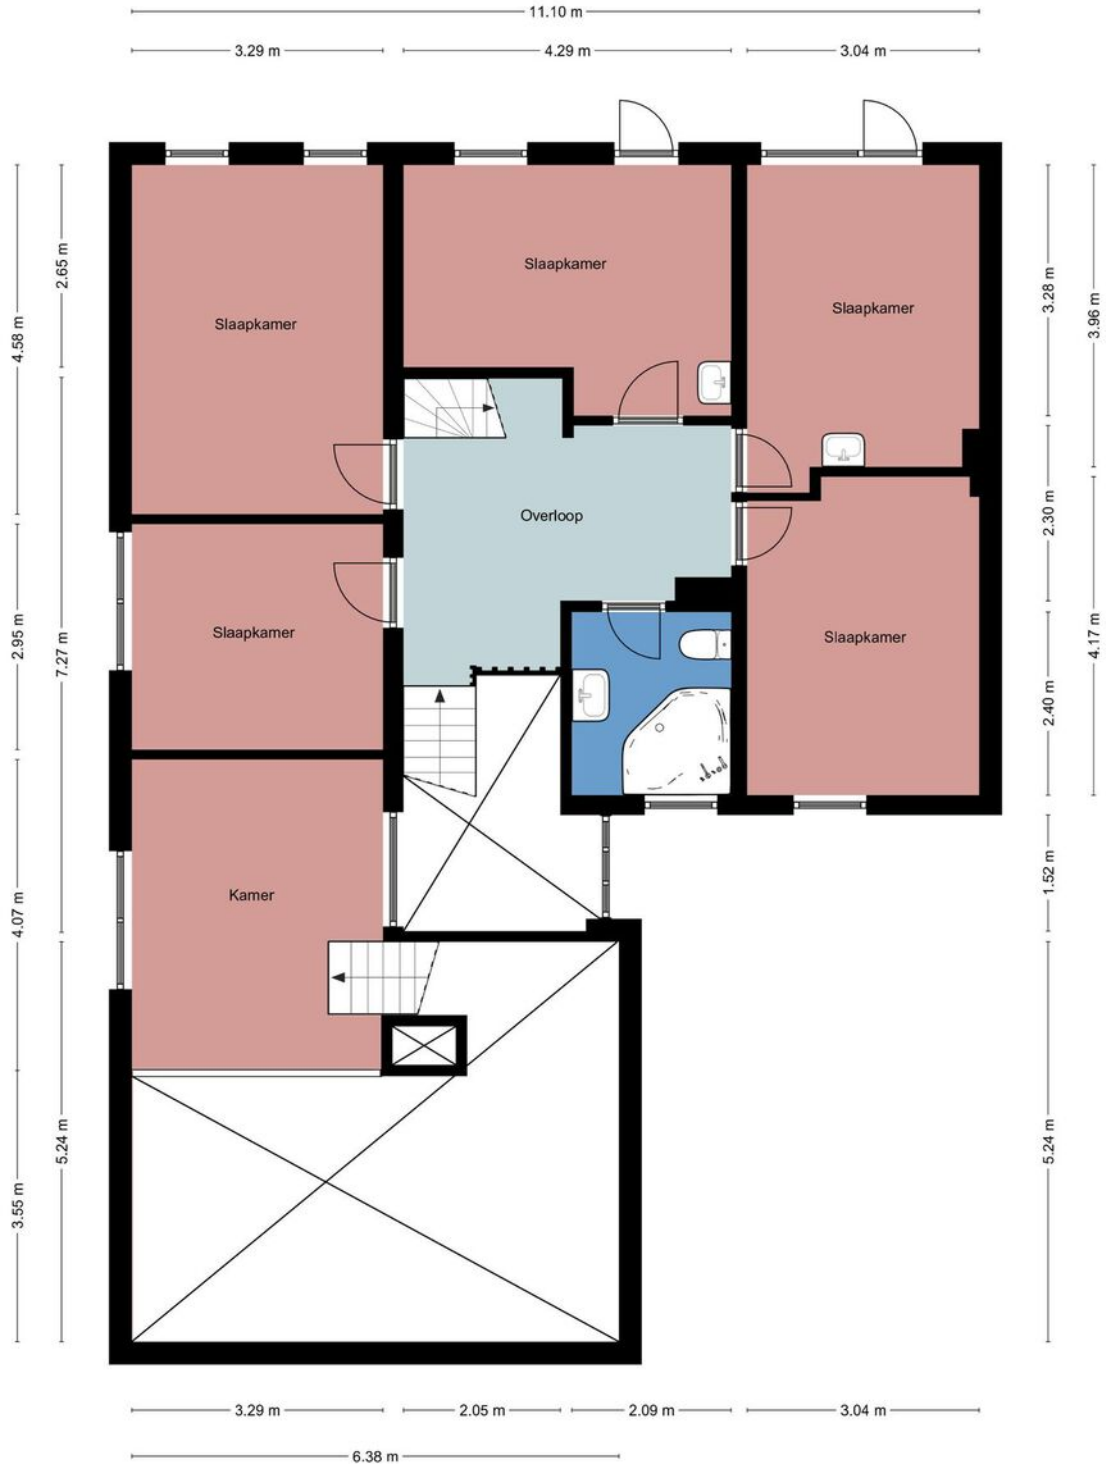 11.10 m
3.29 m
4.29 m
3.04 m
4.58 m
2.95 m
4.07 m
3.55 m
2.65 m
7.27 m
5.24 m
Slaapkamer
Slaapkamer
Slaapkamer
Overloop
Slaapkamer
Slaapkamer
Kamer
3.28 m
2.30 m
2.40 m
1.52 m
5.24 m
3.96 m
4.17 m
3.29 m
2.05 m
2.09 m
3.04 m
6.38 m